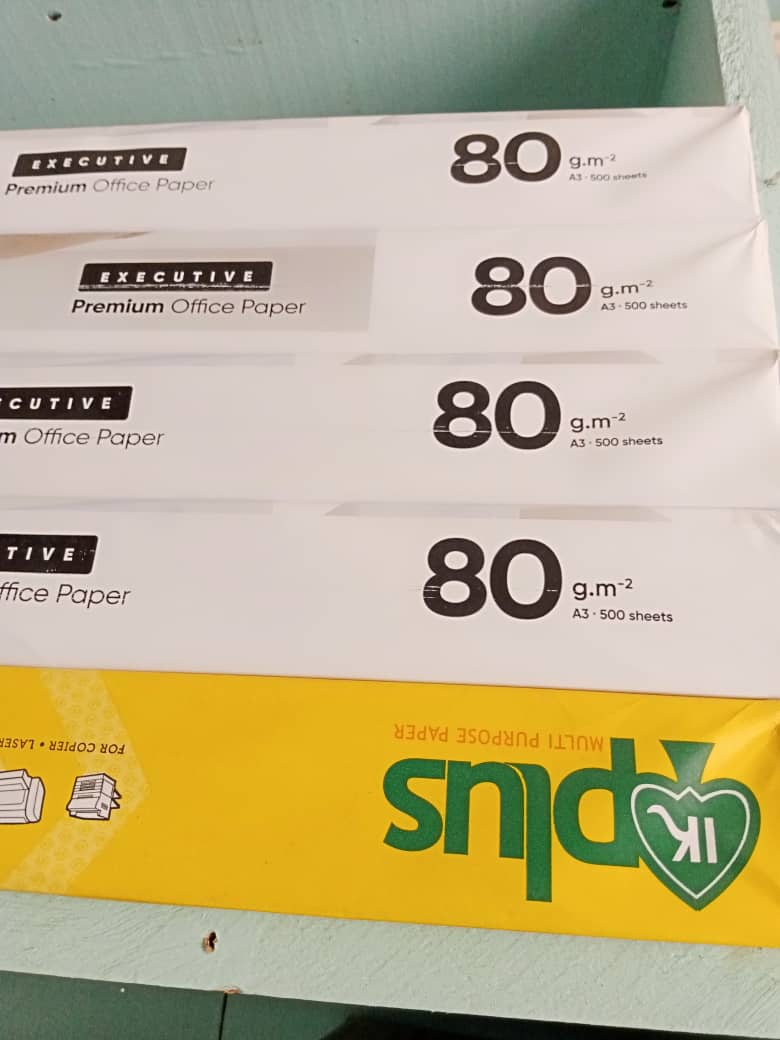 EXECUTIVE
Premium Office Paper
80 g.m-2
A3 · 500 sheets
EXECUTIVE
Premium Office Paper
80 g.m-2
A3 · 500 sheets
CUTIVE
m Office Paper
80 g.m-2
A3 · 500 sheets
TIVE
ffice Paper
80 g.m-2
A3 · 500 sheets
IK plus
MULTI PURPOSE PAPER
FOR COPIER • LASER